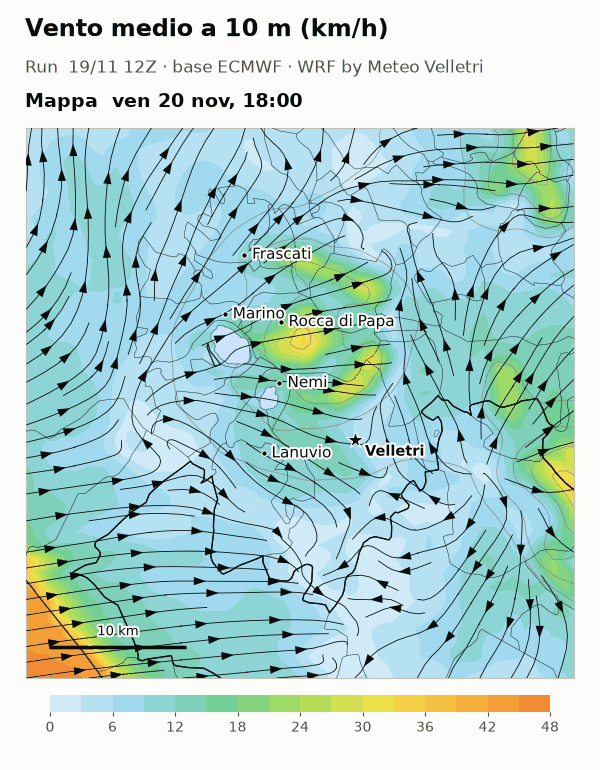 Vento medio a 10 m (km/h)
Run 19/11 12Z · base ECMWF · WRF by Meteo Velletri
Mappa ven 20 nov, 18:00
Frascati
Marino
Rocca di Papa
Nemi
Velletri
Lanuvio
10 km
0 6 12 18 24 30 36 42 48